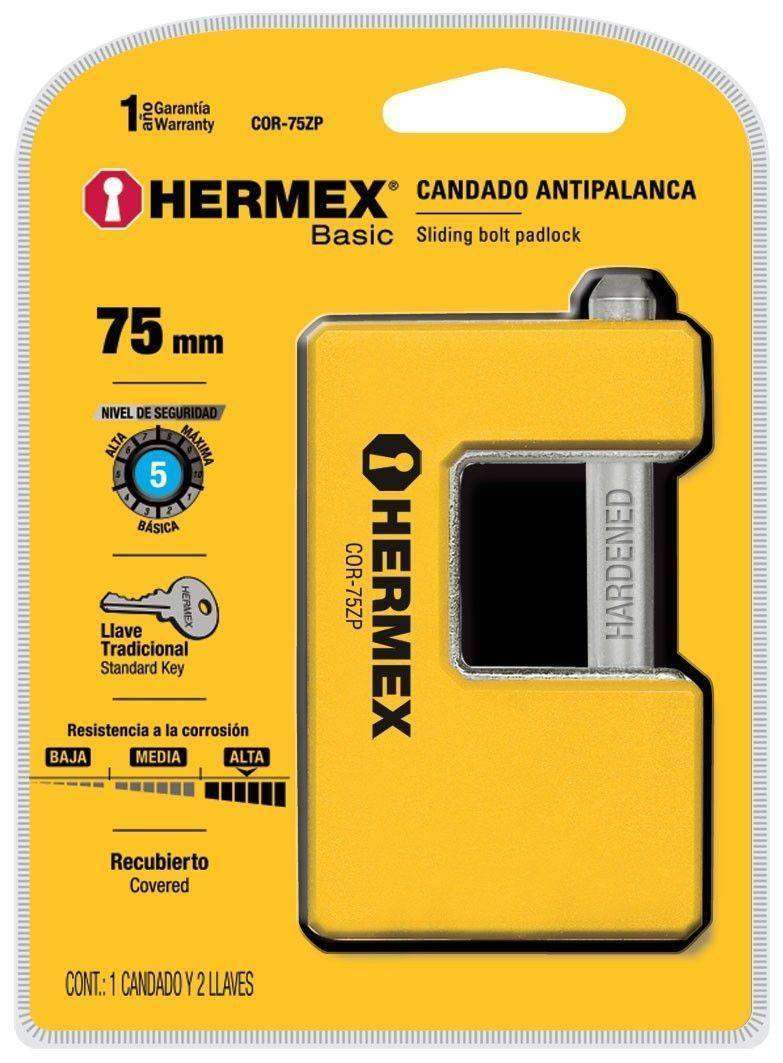 1 año Garantía
Warranty
COR-75ZP
HERMEX®
Basic
CANDADO ANTIPALANCA
Sliding bolt padlock
75 mm
NIVEL DE SEGURIDAD
ALTA
MÁXIMA
5
BÁSICA
HERMEX
Llave
Tradicional
Standard Key
Resistencia a la corrosión
BAJA
MEDIA
ALTA
Recubierto
Covered
CONT.: 1 CANDADO Y 2 LLAVES
HERMEX
COR-75ZP
HARDENED